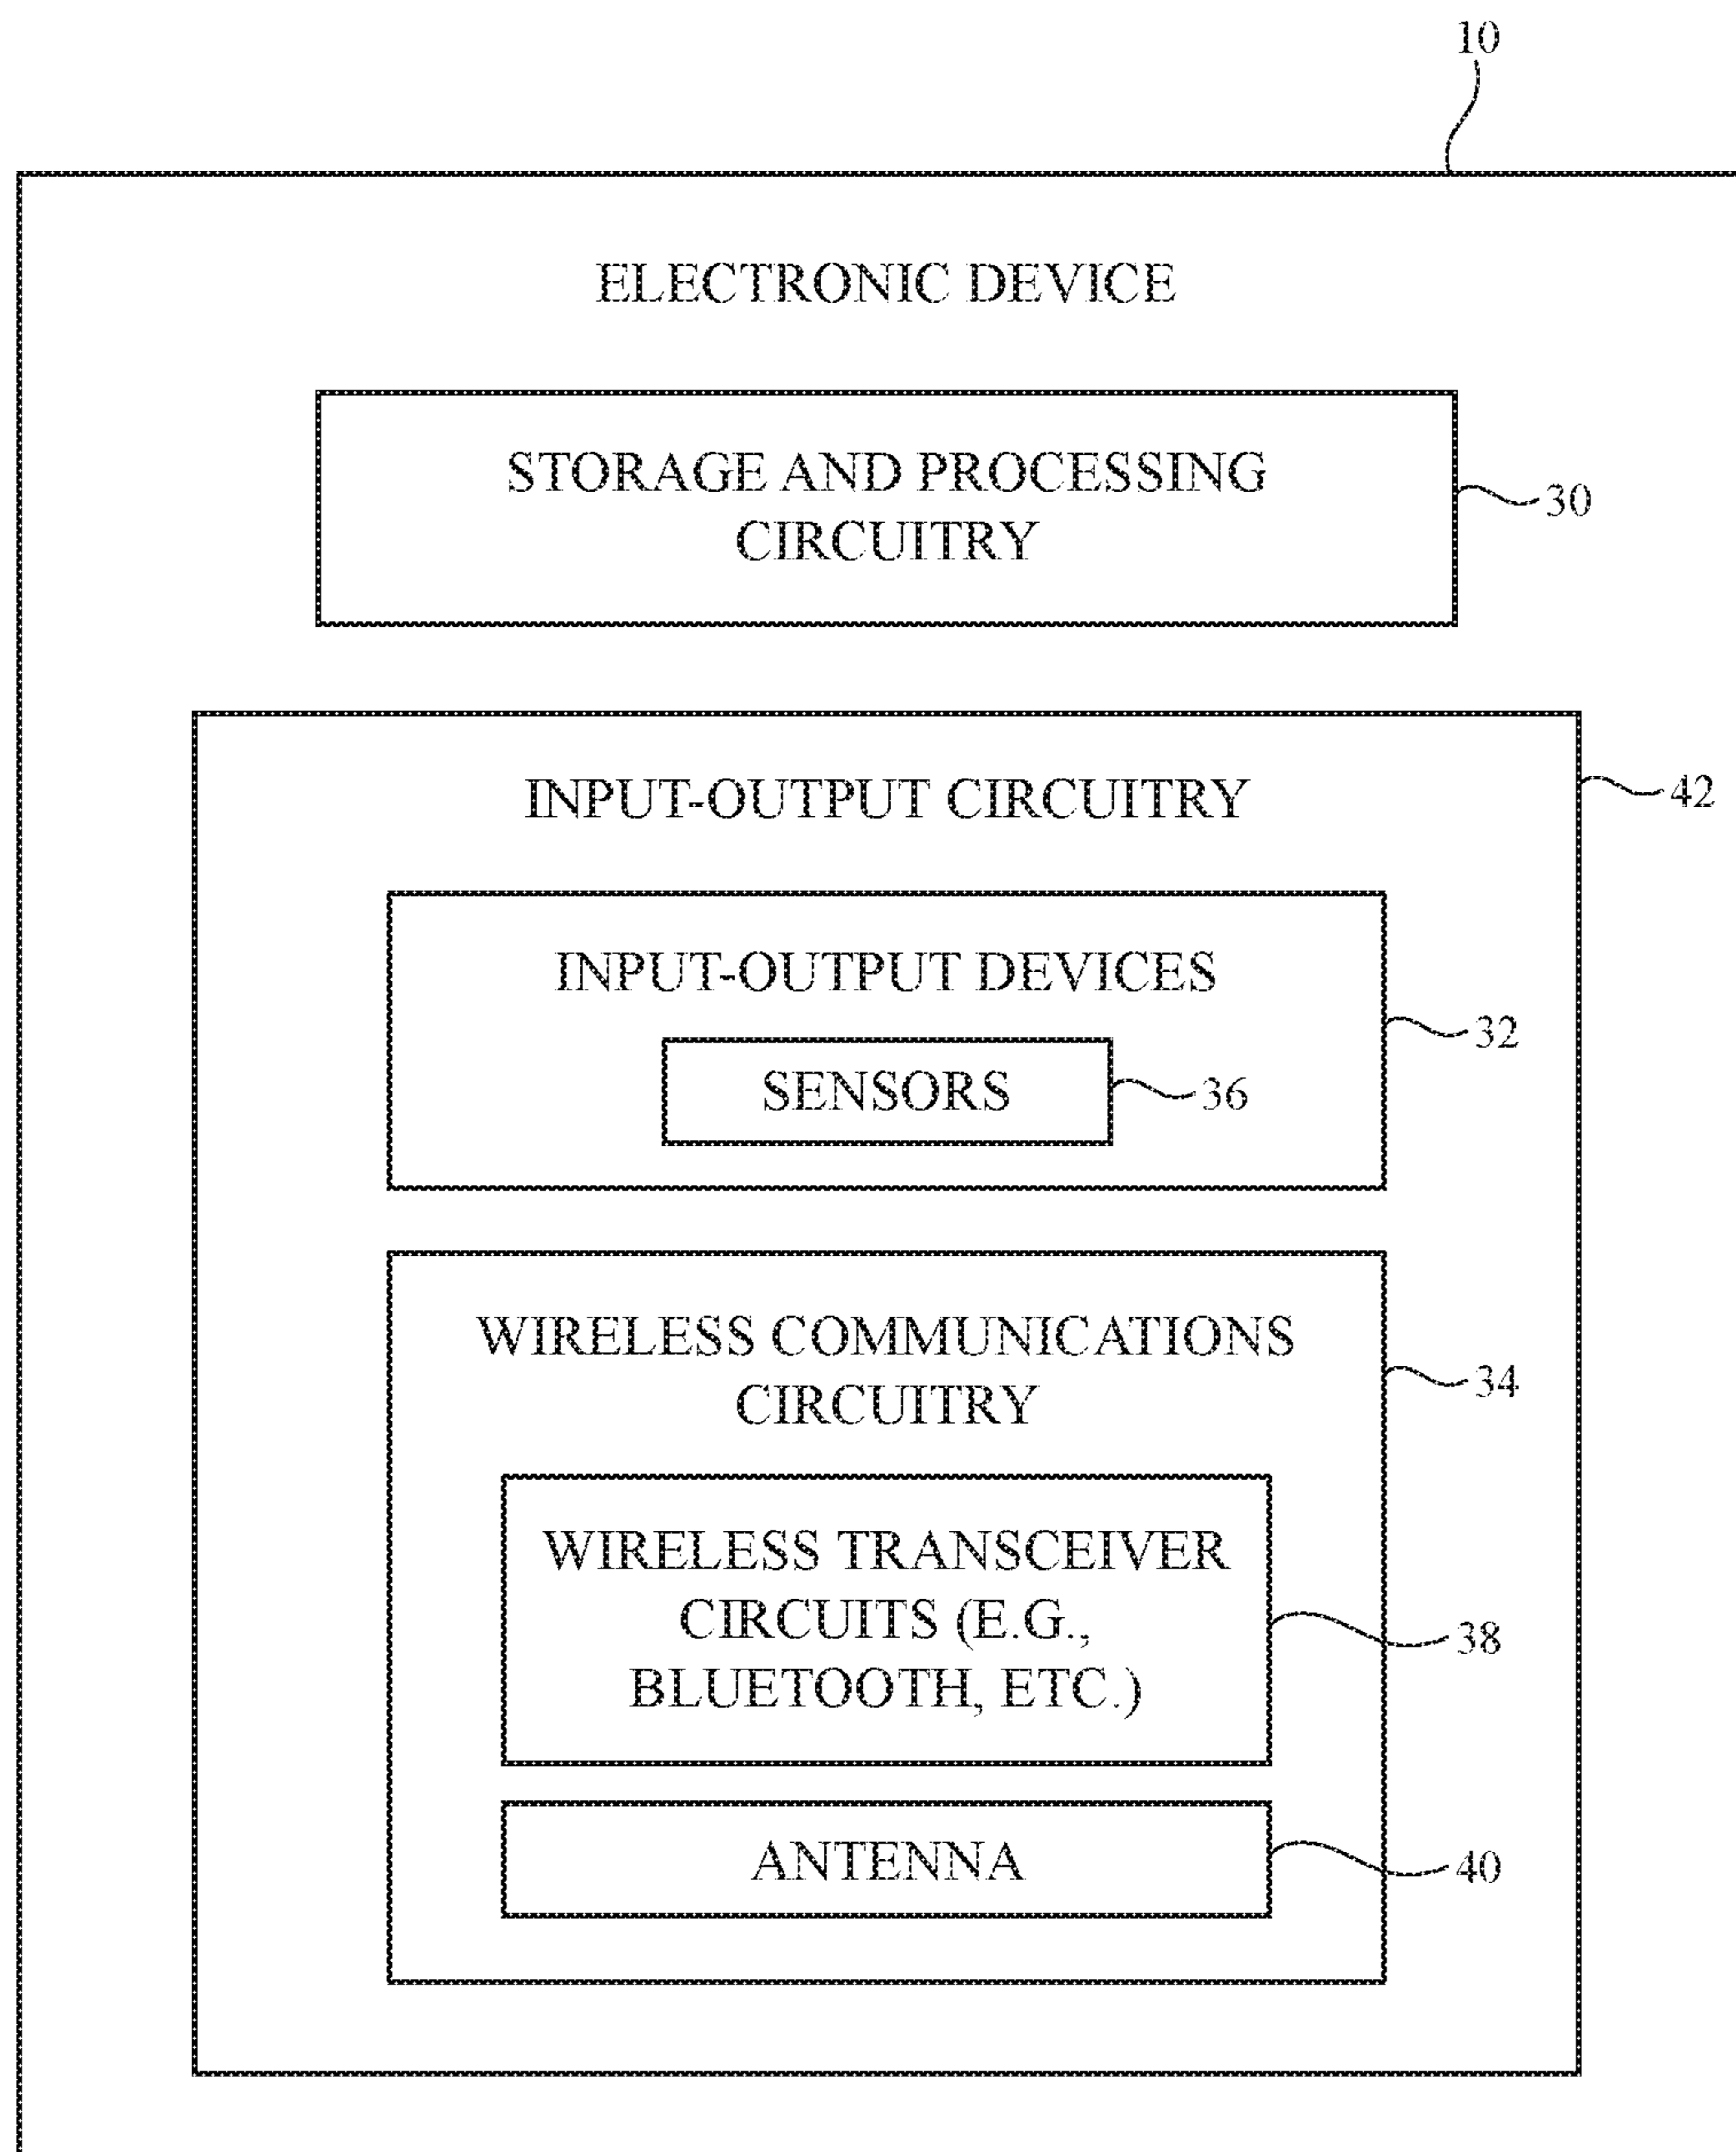 10
ELECTRONIC DEVICE
STORAGE AND PROCESSING
CIRCUITRY
30
INPUT-OUTPUT CIRCUITRY
42
INPUT-OUTPUT DEVICES
32
SENSORS
36
WIRELESS COMMUNICATIONS
CIRCUITRY
34
WIRELESS TRANSCEIVER
CIRCUITS (E.G.,
BLUETOOTH, ETC.)
38
ANTENNA
40